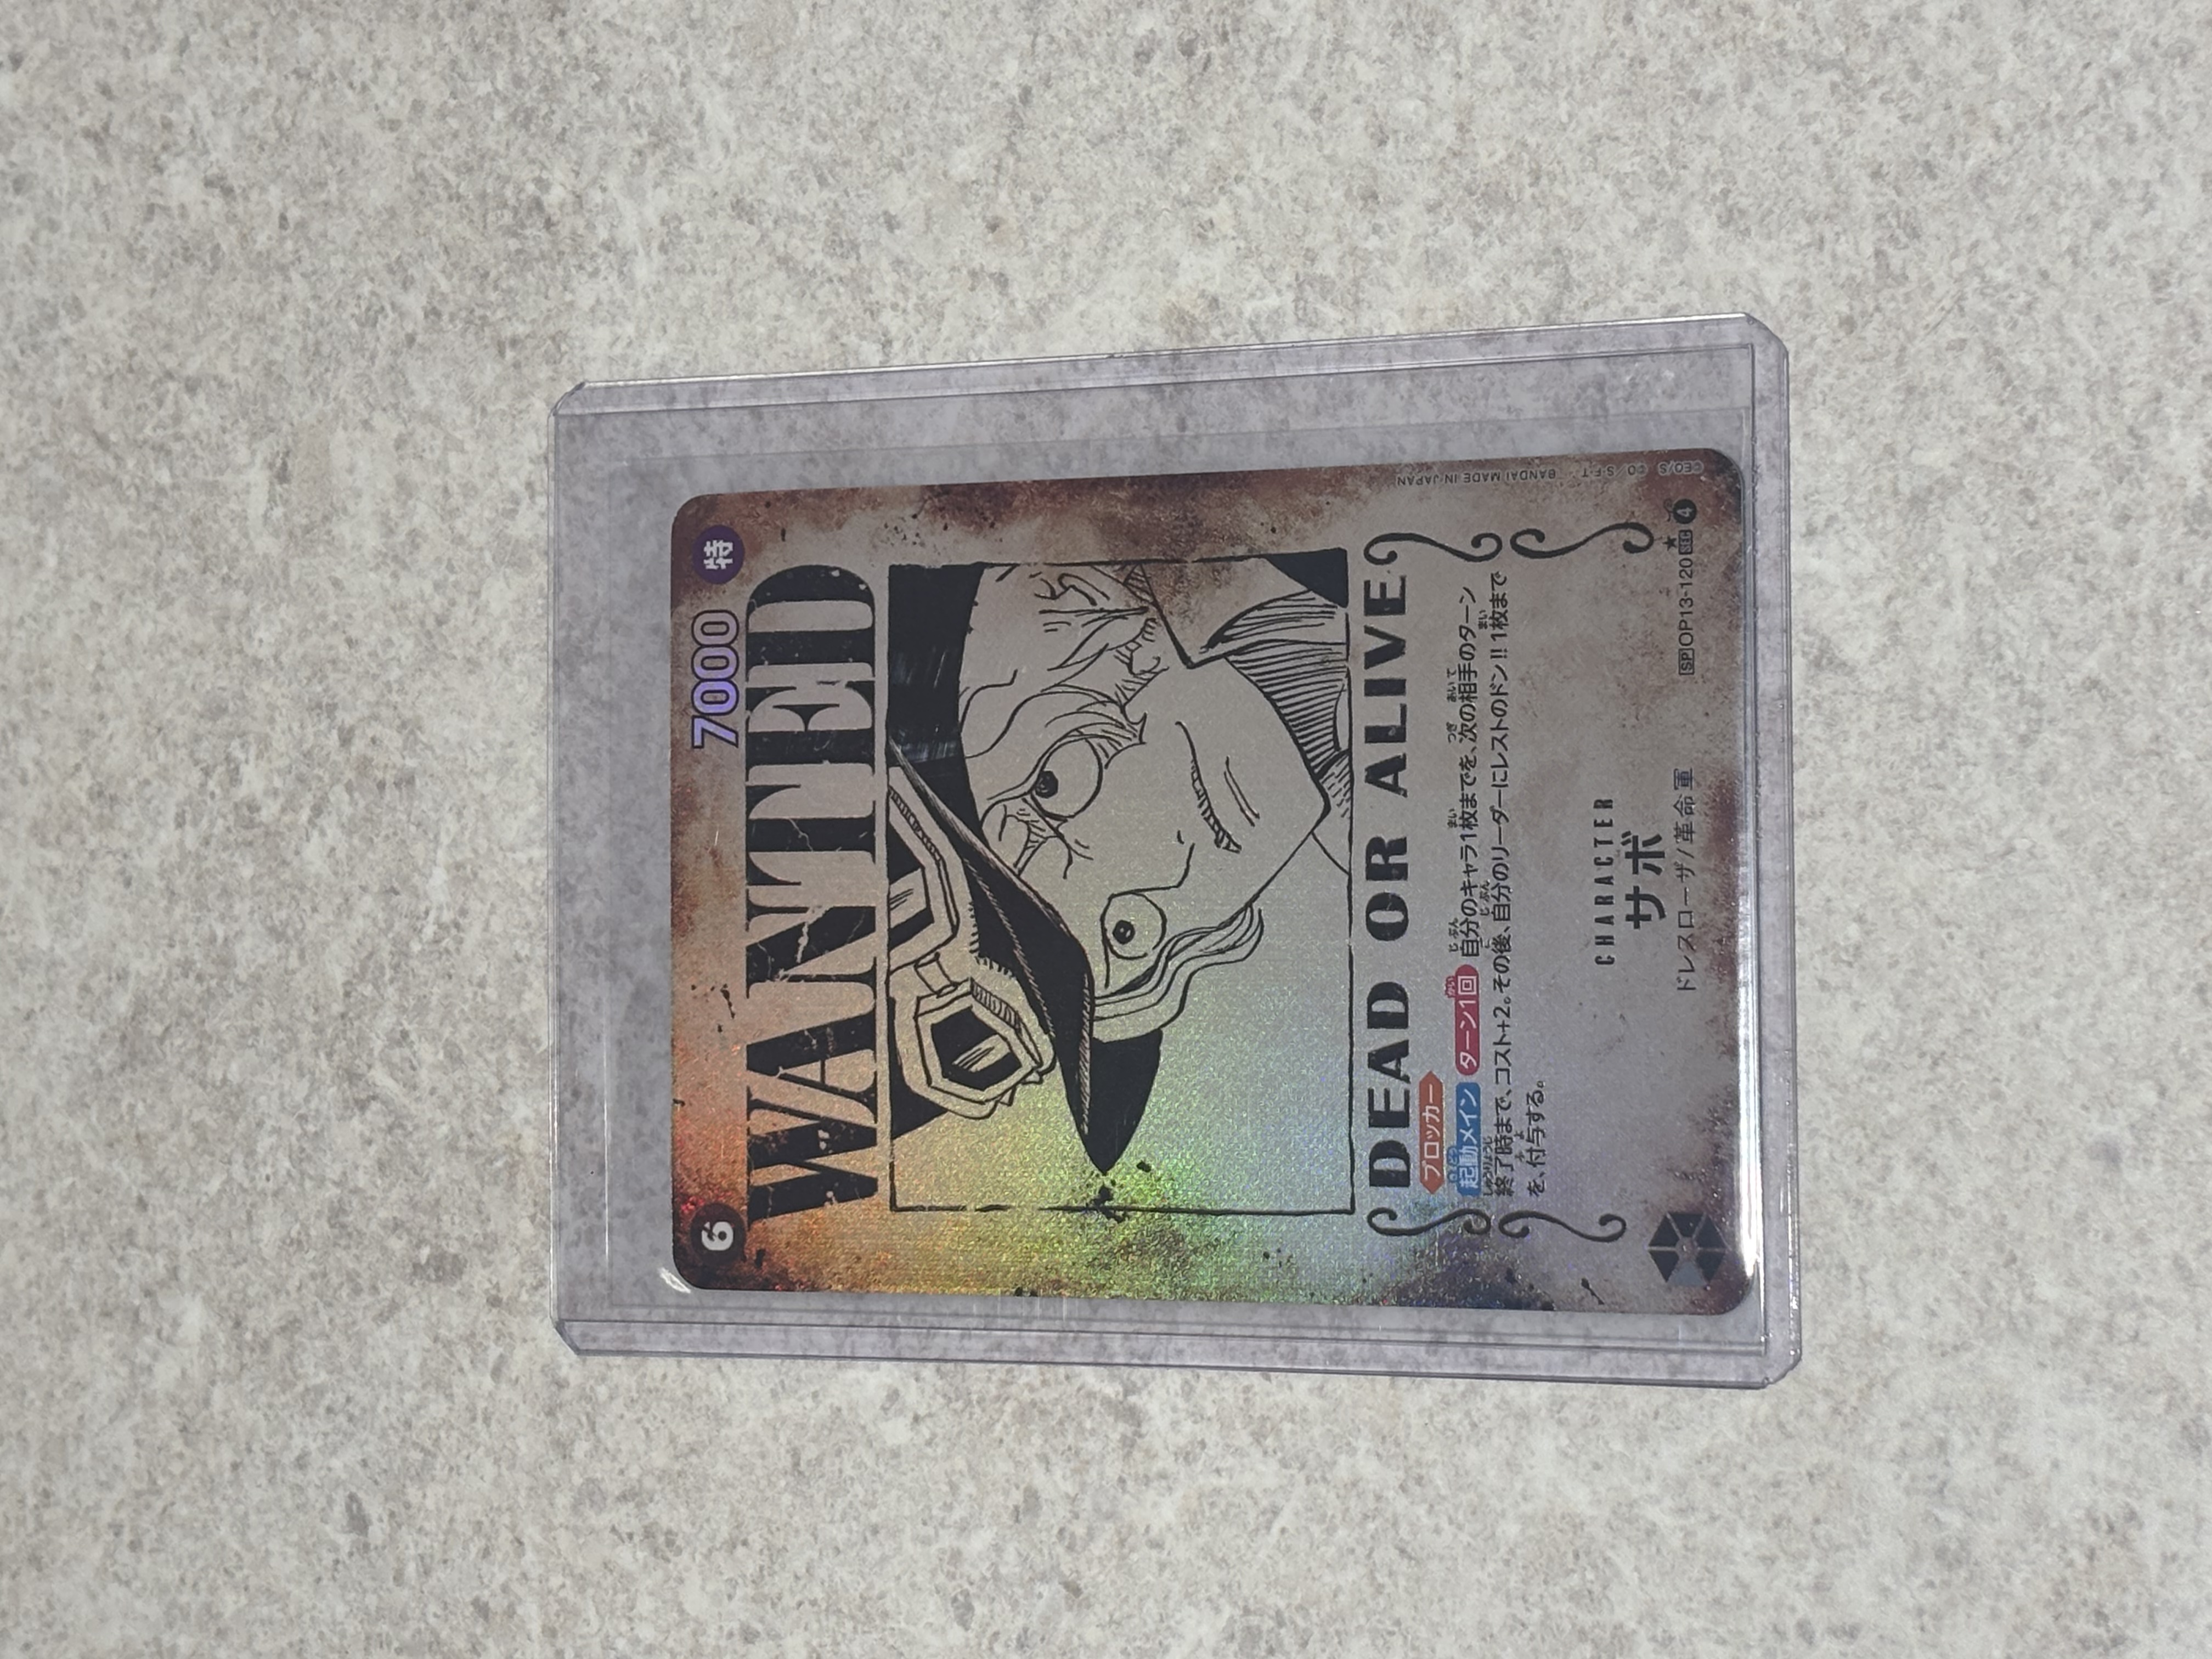 6
7000
特
WANTED
DEAD OR ALIVE
ブロッカー
起動メイン ターン1回 自分のキャラ1枚までを、次の相手のターン
終了時まで、コスト+2。その後、自分のリーダーにレストのドン!!1枚まで
を、付与する。
CHARACTER
サボ
ドレスローザ/革命軍
SP OP13-120 SEC ★ 4
©E.O/S. ©O/S・F・T BANDAI MADE IN JAPAN